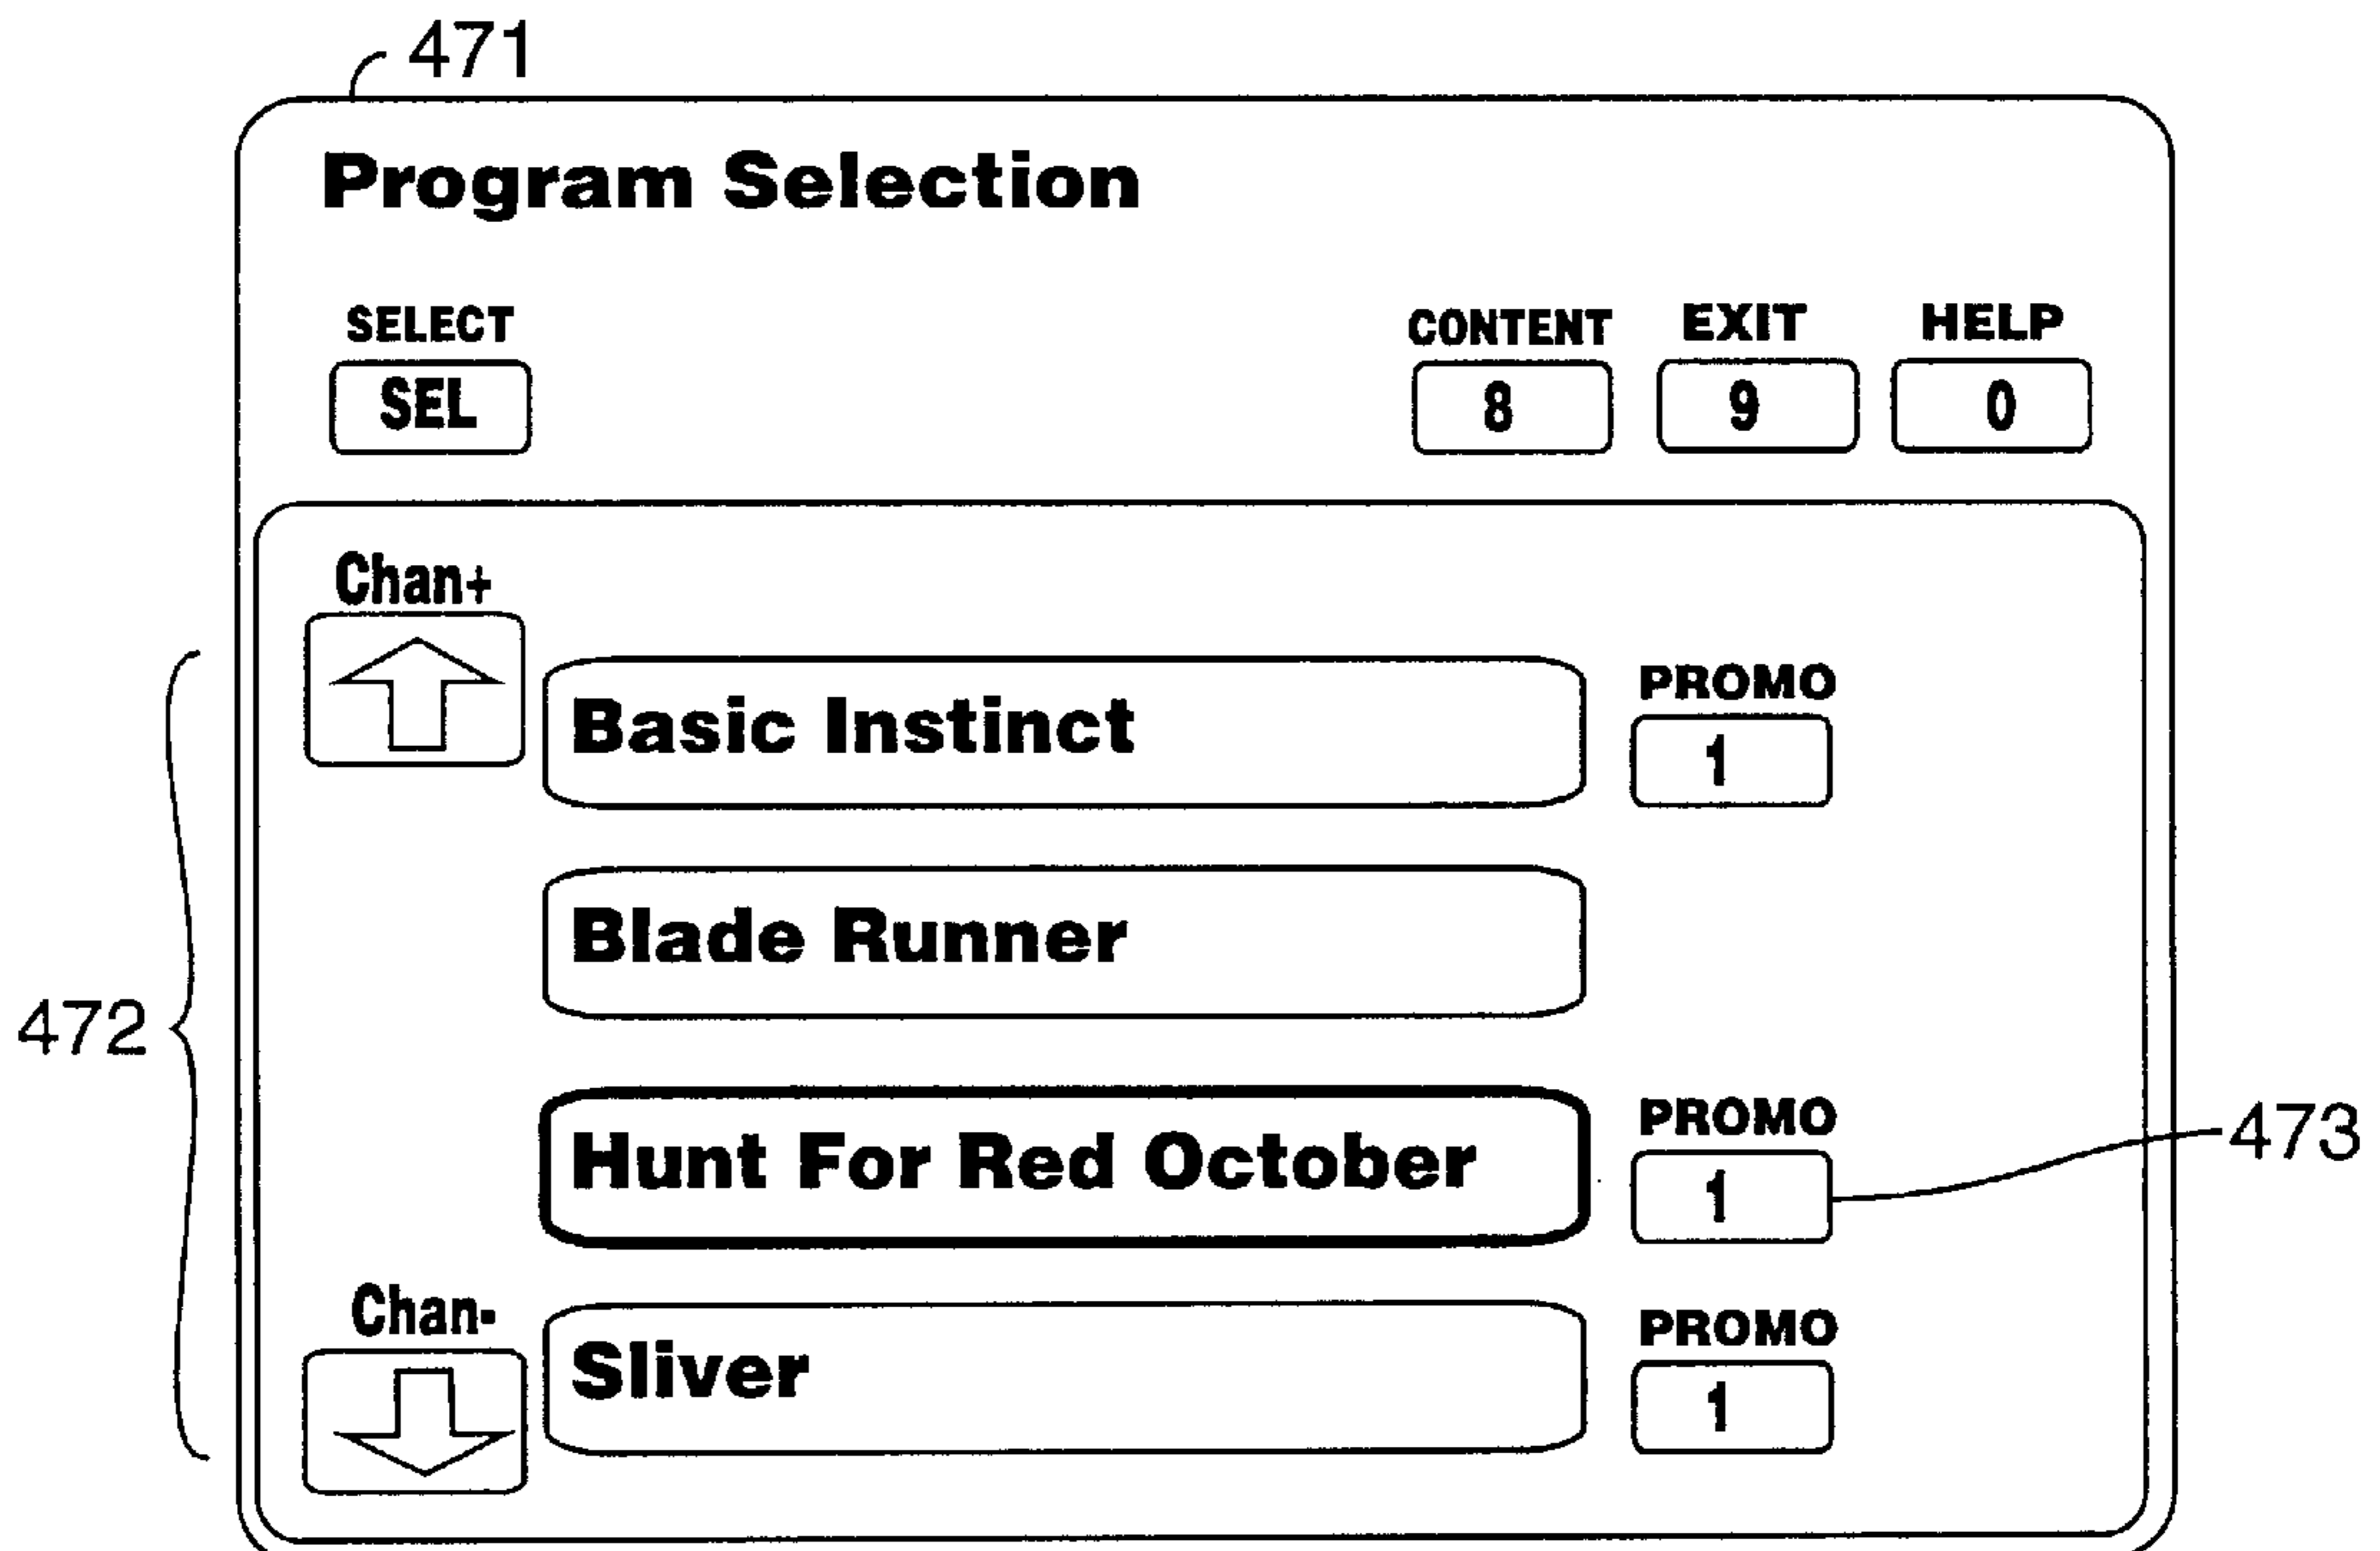 471
Program Selection
SELECT CONTENT EXIT HELP
SEL 8 9 0
Chan+
Basic Instinct PROMO
1
Blade Runner
472
Hunt For Red October PROMO
1 473
Chan-
Sliver PROMO
1